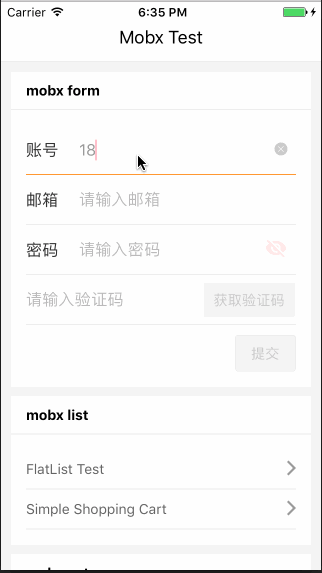 Carrier 6:35 PM
Mobx Test
mobx form
账号 18
邮箱 请输入邮箱
密码 请输入密码
请输入验证码 获取验证码
提交
mobx list
FlatList Test
Simple Shopping Cart